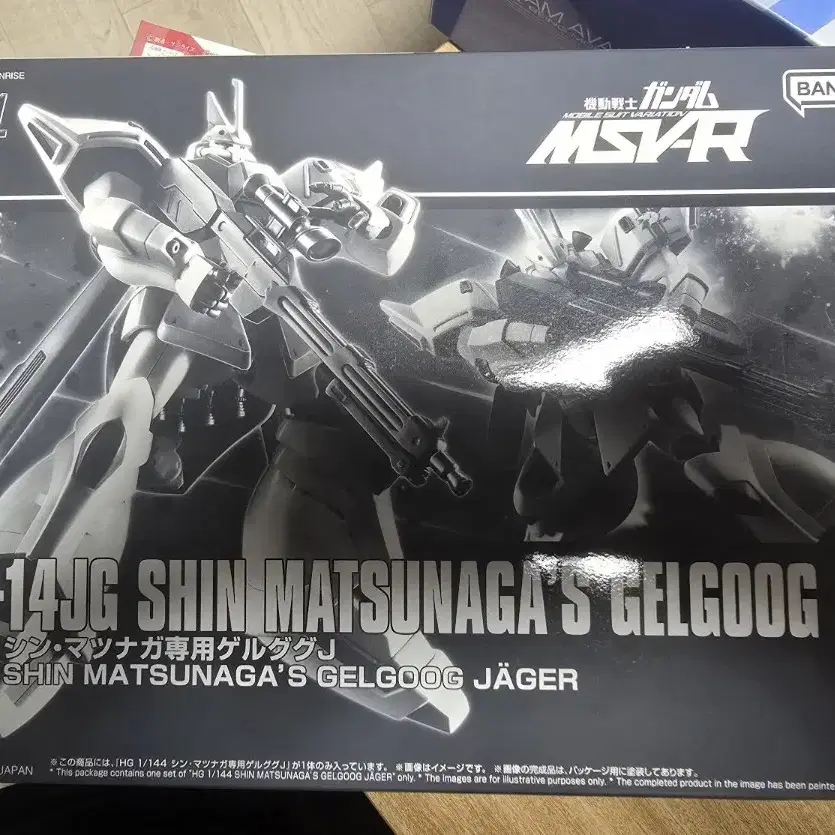 NRISE
機動戦士ガンダム
MOBILE SUIT VARIATION
MSV-R
BAN
-14JG SHIN MATSUNAGA'S GELGOOG
シン・マツナガ専用ゲルググJ
SHIN MATSUNAGA'S GELGOOG JÄGER
※この商品には、「HG 1/144 シン・マツナガ専用ゲルググJ」が1体のみ入っています。 ※画像はイメージです。 ※画像の完成品は、パッケージ用に塗装してあります。
JAPAN
* This package contains one set of "HG 1/144 SHIN MATSUNAGA'S GELGOOG JÄGER" only. * The images are for illustrative purposes only. * The completed product in the image has been painte